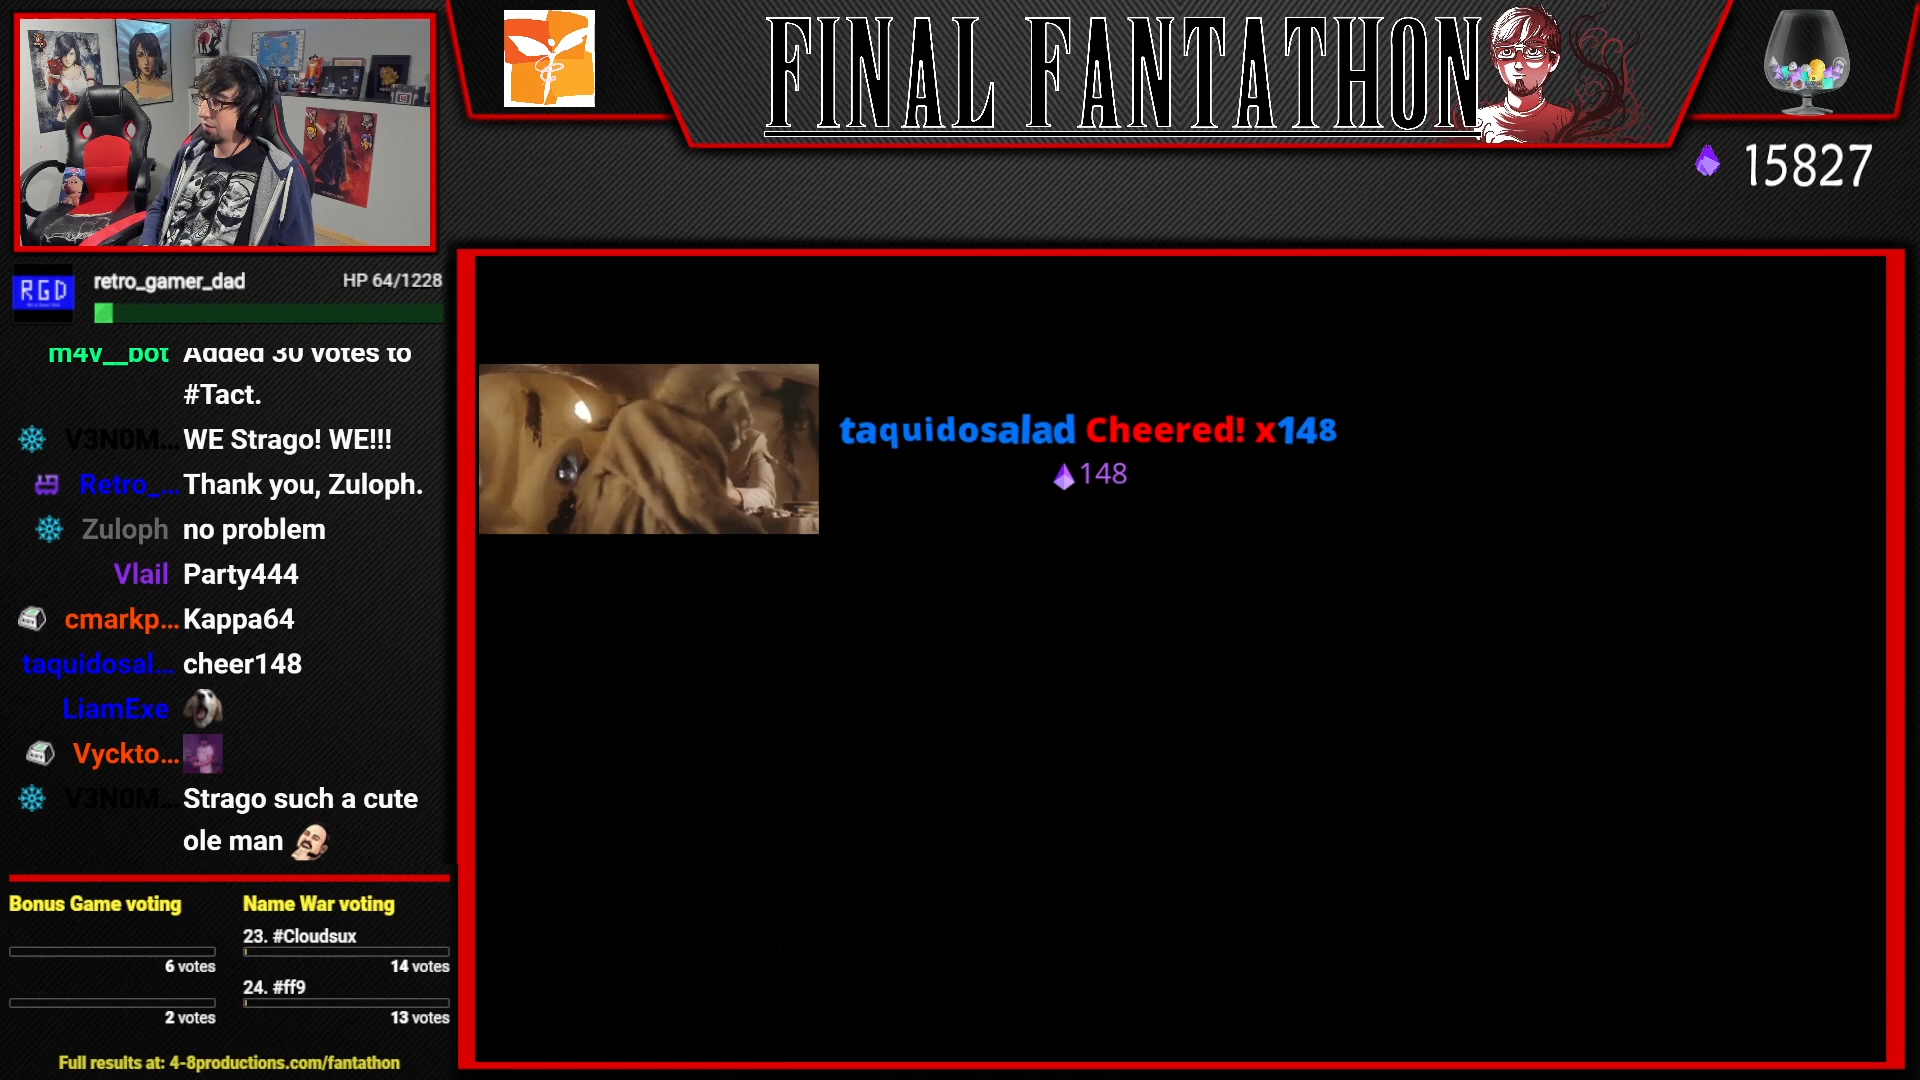 FINAL FANTATHON
15827
RGD
retro_gamer_dad HP 64/1228
m4v__bot Added 30 votes to
#Tact.
V3N0M... WE Strago! WE!!!
Retro_... Thank you, Zuloph.
Zuloph no problem
Vlail Party444
cmarkp... Kappa64
taquidosal... cheer148
LiamExe
Vyckto...
V3N0M... Strago such a cute
ole man
taquidosalad Cheered! x148
148
Bonus Game voting
6 votes
2 votes
Name War voting
23. #Cloudsux
14 votes
24. #ff9
13 votes
Full results at: 4-8productions.com/fantathon